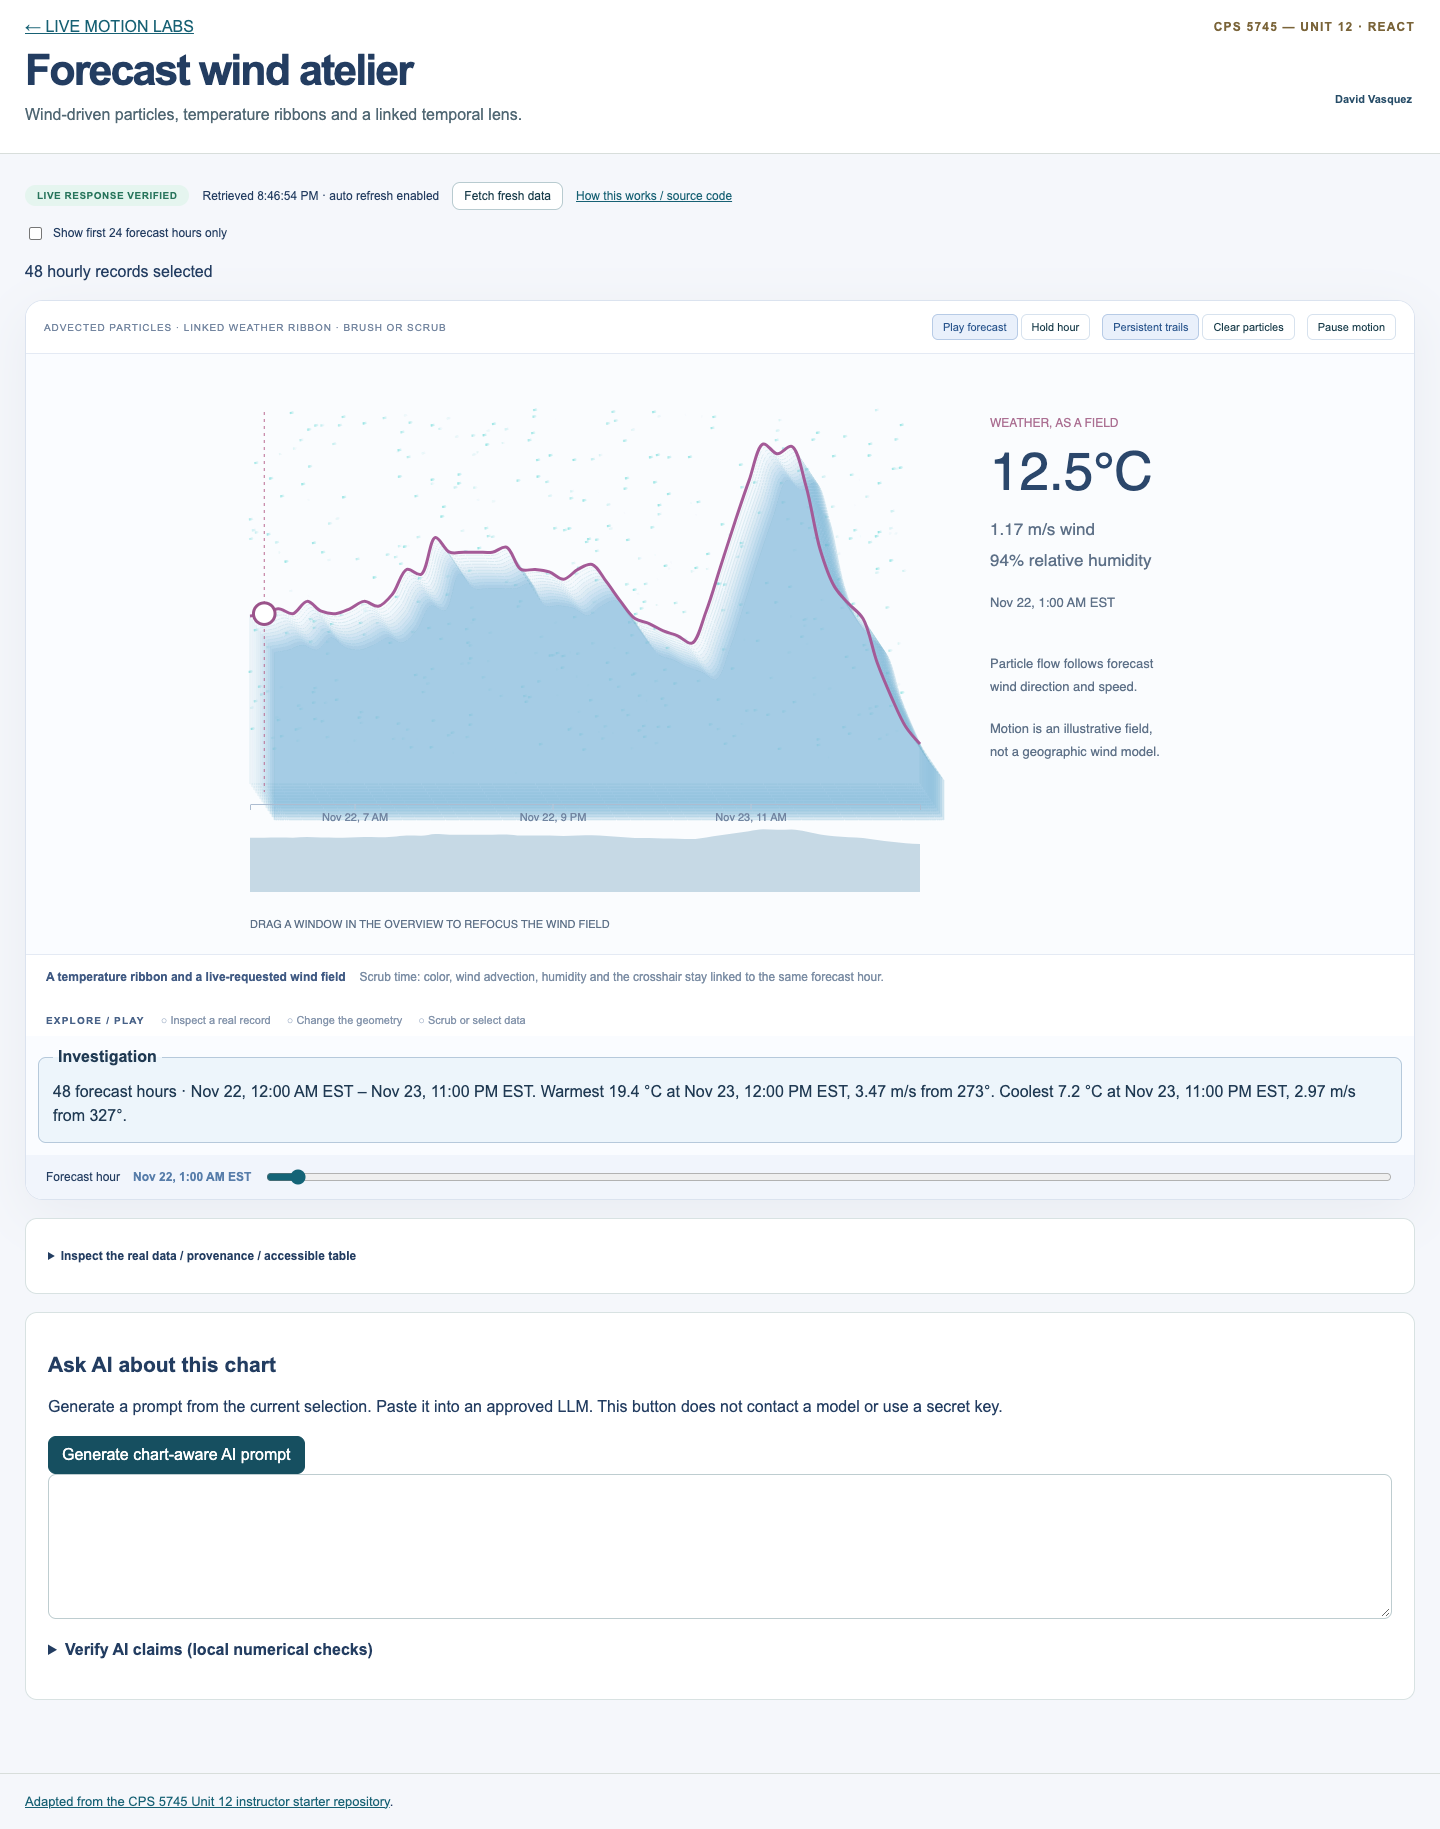 ← LIVE MOTION LABS
CPS 5745 — UNIT 12 · REACT
Forecast wind atelier
David Vasquez
Wind-driven particles, temperature ribbons and a linked temporal lens.
LIVE RESPONSE VERIFIED Retrieved 8:46:54 PM · auto refresh enabled Fetch fresh data How this works / source code
Show first 24 forecast hours only
48 hourly records selected
ADVECTED PARTICLES · LINKED WEATHER RIBBON · BRUSH OR SCRUB Play forecast Hold hour Persistent trails Clear particles Pause motion
WEATHER, AS A FIELD
12.5°C
1.17 m/s wind
94% relative humidity
Nov 22, 1:00 AM EST
Particle flow follows forecast
wind direction and speed.
Motion is an illustrative field,
not a geographic wind model.
Nov 22, 7 AM Nov 22, 9 PM Nov 23, 11 AM
DRAG A WINDOW IN THE OVERVIEW TO REFOCUS THE WIND FIELD
A temperature ribbon and a live-requested wind field Scrub time: color, wind advection, humidity and the crosshair stay linked to the same forecast hour.
EXPLORE / PLAY ○ Inspect a real record ○ Change the geometry ○ Scrub or select data
Investigation
48 forecast hours · Nov 22, 12:00 AM EST – Nov 23, 11:00 PM EST. Warmest 19.4 °C at Nov 23, 12:00 PM EST, 3.47 m/s from 273°. Coolest 7.2 °C at Nov 23, 11:00 PM EST, 2.97 m/s
from 327°.
Forecast hour Nov 22, 1:00 AM EST
▶ Inspect the real data / provenance / accessible table
Ask AI about this chart
Generate a prompt from the current selection. Paste it into an approved LLM. This button does not contact a model or use a secret key.
Generate chart-aware AI prompt
▶ Verify AI claims (local numerical checks)
Adapted from the CPS 5745 Unit 12 instructor starter repository.